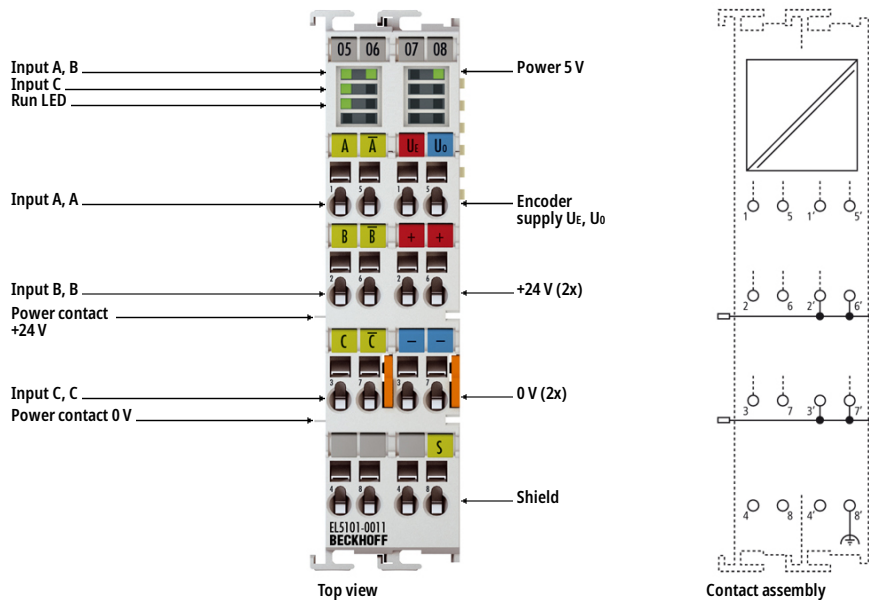 05 06 07 08
Input A, B
Input C
Run LED
Power 5 V
A A̅ UE U0
1 5 1 5
Input A, A
Encoder
supply UE, U0
B B̅ + +
2 6 2 6
Input B, B
+24 V (2x)
Power contact
+24 V
C C̅ – –
3 7 3 7
Input C, C
0 V (2x)
Power contact 0 V
S
4 8 4 8
Shield
EL5101-0011
BECKHOFF
Top view
1 5 1' 5'
2 6 2' 6'
3 7 3' 7'
4 8 4' 8'
Contact assembly